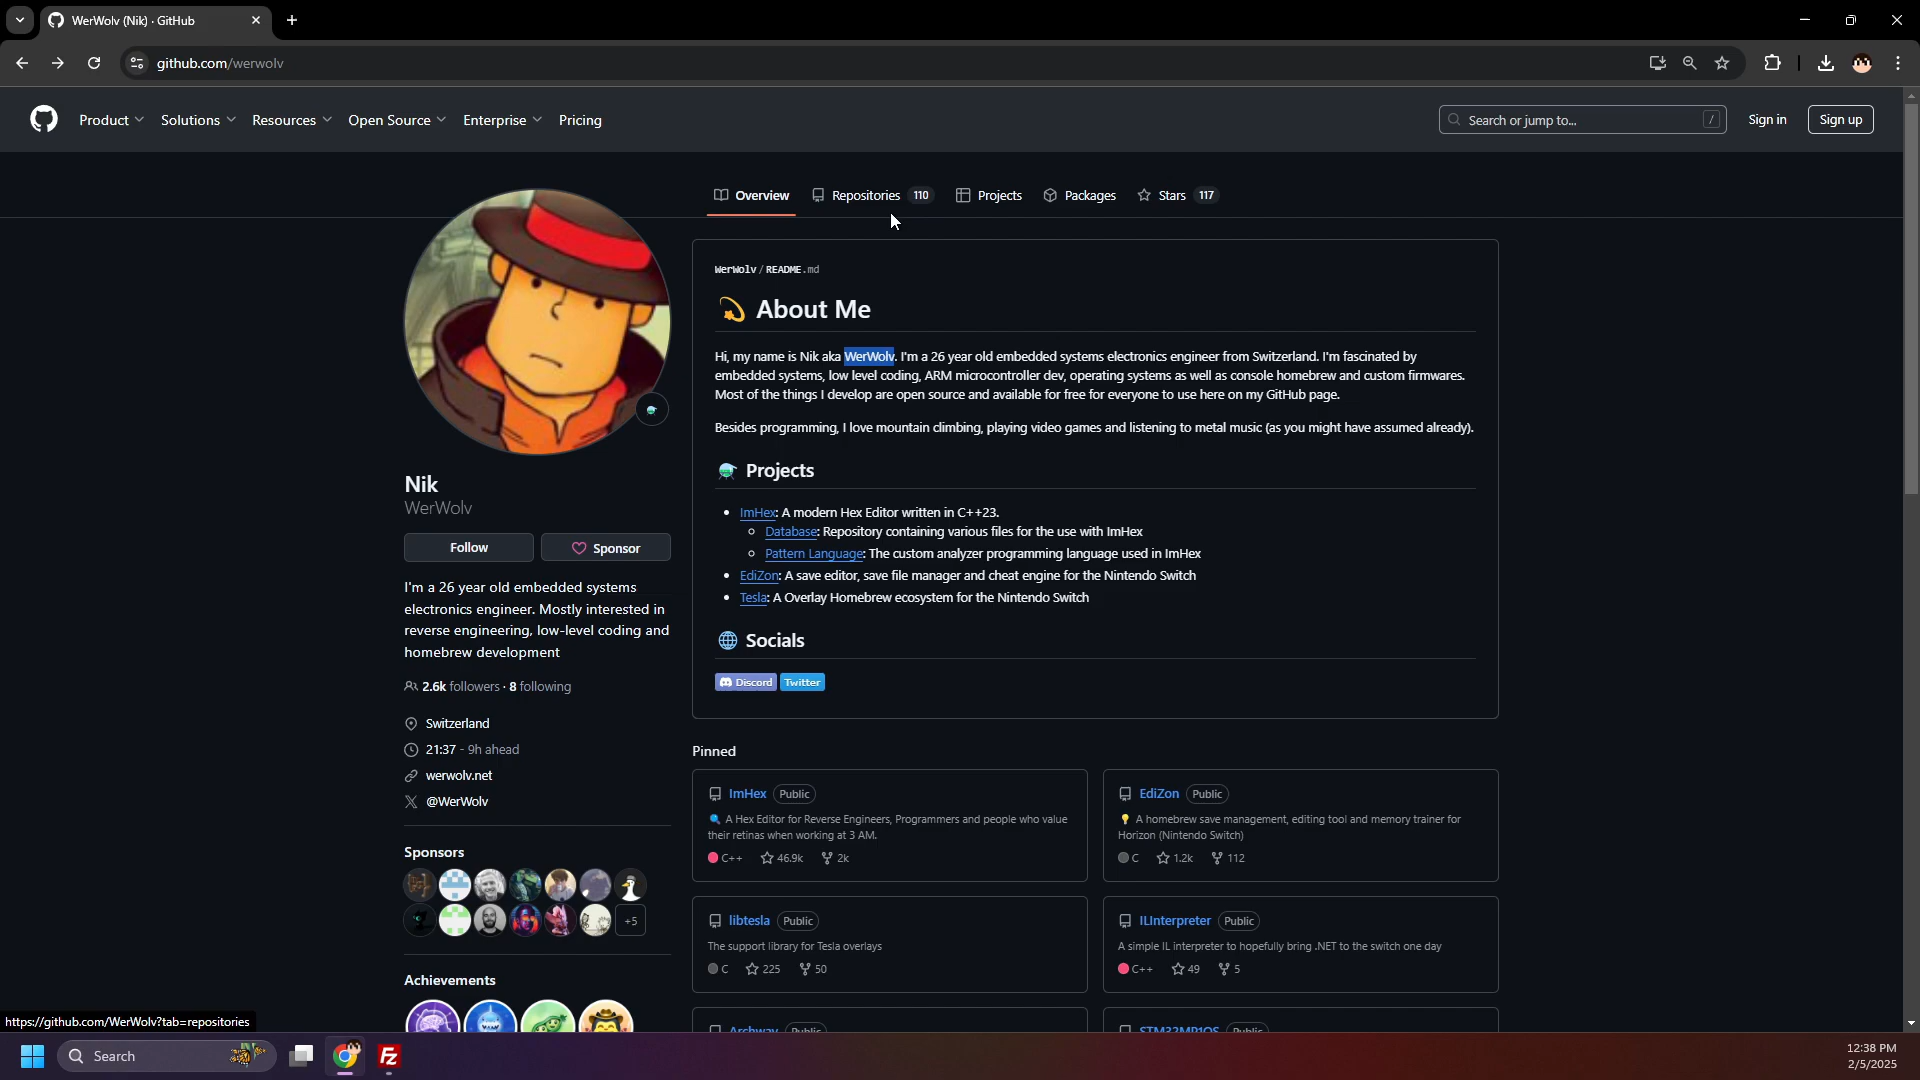 WerWolv (Nik) · GitHub
github.com/werwolv
Product
Solutions
Resources
Open Source
Enterprise
Pricing
Search or jump to...
/
Sign in
Sign up
Overview
Repositories 110
Projects
Packages
Stars 117
WerWolv / README.md
About Me
Hi, my name is Nik aka WerWolv. I'm a 26 year old embedded systems electronics engineer from Switzerland. I'm fascinated by
embedded systems, low level coding, ARM microcontroller dev, operating systems as well as console homebrew and custom firmwares.
Most of the things I develop are open source and available for free for everyone to use here on my GitHub page.
Besides programming, I love mountain climbing, playing video games and listening to metal music (as you might have assumed already).
Projects
ImHex: A modern Hex Editor written in C++23.
Database: Repository containing various files for the use with ImHex
Pattern Language: The custom analyzer programming language used in ImHex
EdiZon: A save editor, save file manager and cheat engine for the Nintendo Switch
Tesla: A Overlay Homebrew ecosystem for the Nintendo Switch
Socials
Discord
Twitter
Nik
WerWolv
Follow
Sponsor
I'm a 26 year old embedded systems
electronics engineer. Mostly interested in
reverse engineering, low-level coding and
homebrew development
2.6k followers · 8 following
Switzerland
21:37 - 9h ahead
werwolv.net
@WerWolv
Sponsors
+5
Achievements
Pinned
ImHex Public
A Hex Editor for Reverse Engineers, Programmers and people who value
their retinas when working at 3 AM.
C++ 46.9k 2k
EdiZon Public
A homebrew save management, editing tool and memory trainer for
Horizon (Nintendo Switch)
C 1.2k 112
libtesla Public
The support library for Tesla overlays
C 225 50
ILInterpreter Public
A simple IL interpreter to hopefully bring .NET to the switch one day
C++ 49 5
Archway Public
STM32MP1OS Public
https://github.com/WerWolv?tab=repositories
Search
12:38 PM
2/5/2025